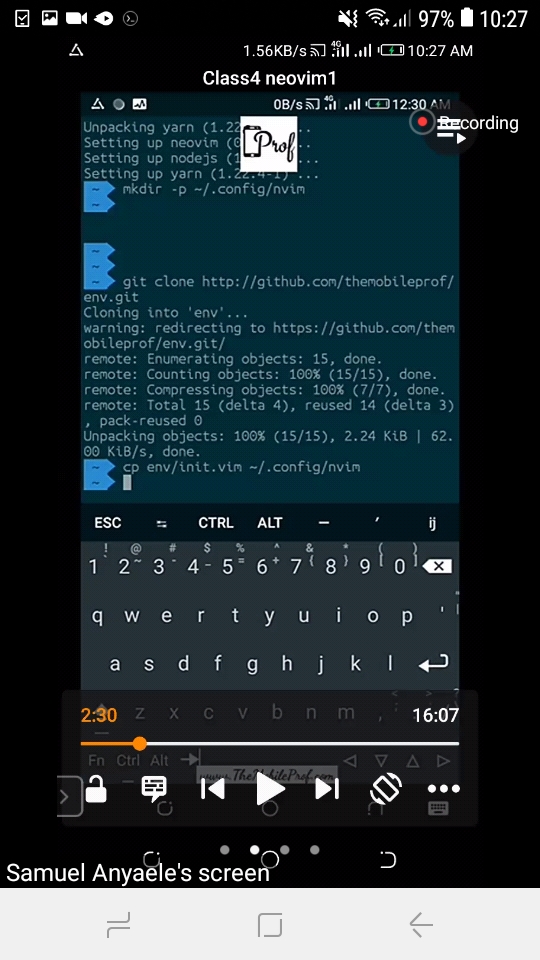 97% 10:27
1.56KB/s 4G 10:27 AM
Class4 neovim1
0B/s 4G 12:30 AM
Recording
Prof
Unpacking yarn (1.22 ..
Setting up neovim (0
Setting up nodejs (1 ..
Setting up yarn (1.22.4-1) ...
~ mkdir -p ~/.config/nvim
~
~
~
~ git clone http://github.com/themobileprof/
env.git
Cloning into 'env'...
warning: redirecting to https://github.com/them
obileprof/env.git/
remote: Enumerating objects: 15, done.
remote: Counting objects: 100% (15/15), done.
remote: Compressing objects: 100% (7/7), done.
remote: Total 15 (delta 4), reused 14 (delta 3)
, pack-reused 0
Unpacking objects: 100% (15/15), 2.24 KiB | 62.
00 KiB/s, done.
~ cp env/init.vim ~/.config/nvim
~
ESC CTRL ALT – ′ ij
! @ # $ % ^ & * ( )
1 2 ~ 3 - 4 - 5 = 6 + 7 { 8 } 9 [ 0 ]
q w e r t y u i o p ' "
a s d f g h j k l
z x c v b n m , < > ?
2:30 16:07
Fn Ctrl Alt
www.TheMobileProf.com
Samuel Anyaele's screen